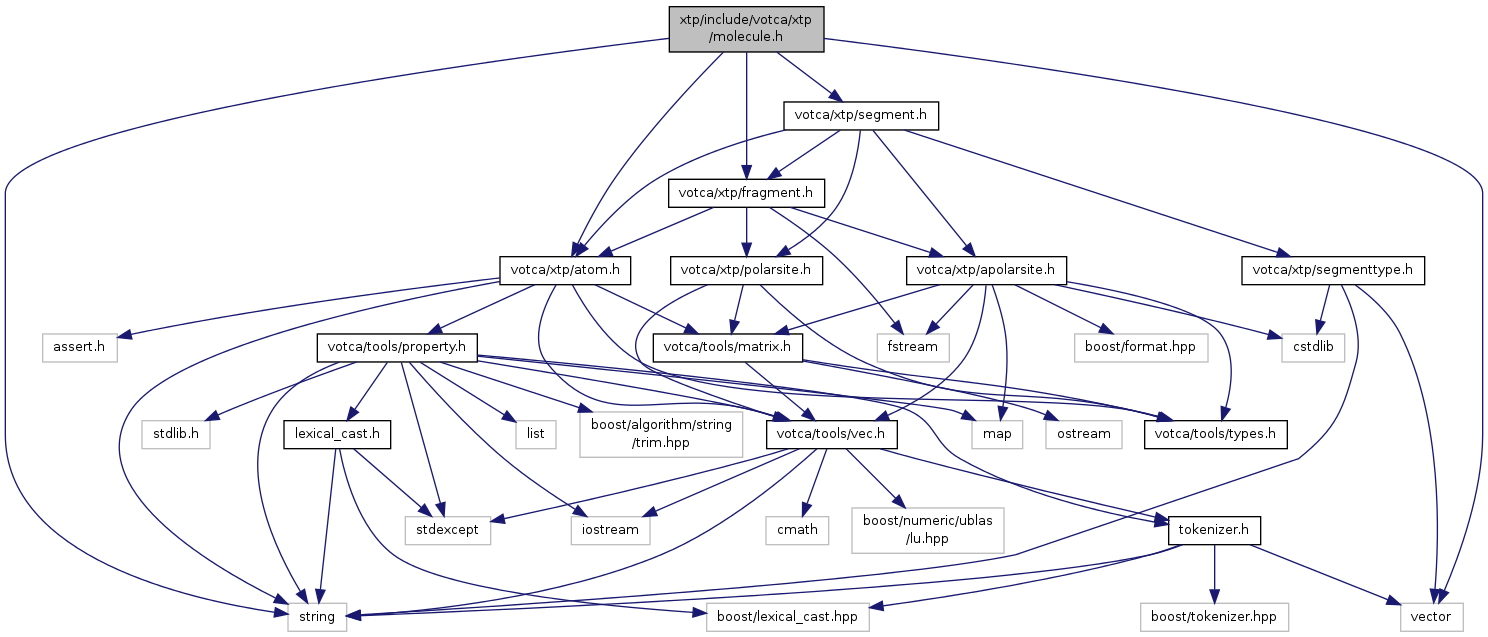 xtp/include/votca/xtp
/molecule.h
votca/xtp/segment.h
votca/xtp/fragment.h
votca/xtp/atom.h
votca/xtp/polarsite.h
votca/xtp/apolarsite.h
votca/xtp/segmenttype.h
assert.h
votca/tools/property.h
votca/tools/matrix.h
fstream
boost/format.hpp
cstdlib
stdlib.h
lexical_cast.h
list
boost/algorithm/string
/trim.hpp
votca/tools/vec.h
map
ostream
votca/tools/types.h
stdexcept
iostream
cmath
boost/numeric/ublas
/lu.hpp
tokenizer.h
string
boost/lexical_cast.hpp
boost/tokenizer.hpp
vector